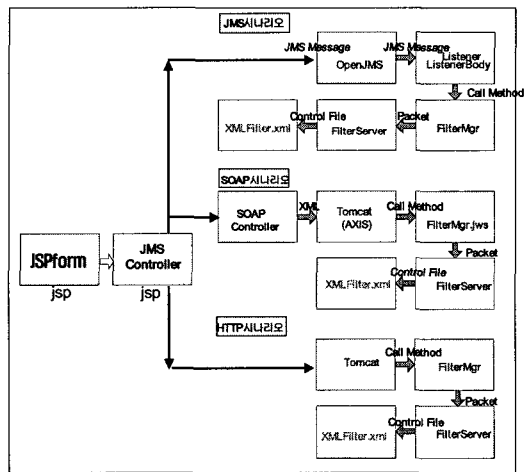 JMS시나리오
JMS Message
JMS Message
OpenJMS
Listener
ListenerBody
Call Method
Control File
Packet
XMLFilter.xml
FilterServer
FilterMgr
SOAP시나리오
XML
Call Method
SOAP
Controller
Tomcat
(AXIS)
FilterMgr.jws
Packet
JSPform
jsp
JMS
Controller
jsp
Control File
XMLFilter.xml
FilterServer
HTTP시나리오
Call Method
Tomcat
FilterMgr
Packet
Control File
XMLFilter.xml
FilterServer